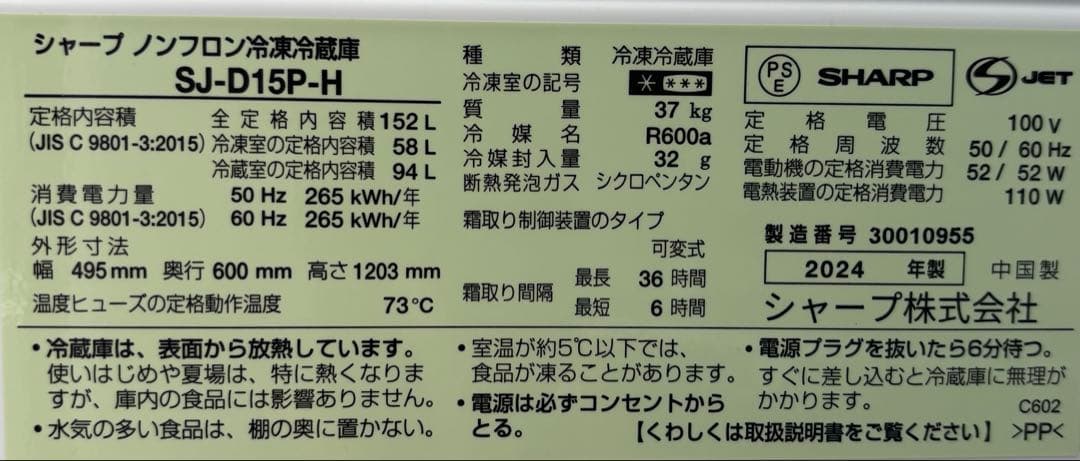 シャープ ノンフロン冷凍冷蔵庫
SJ-D15P-H
定格内容積 全定格内容積 152 L
(JIS C 9801-3:2015) 冷凍室の定格内容積 58 L
冷蔵室の定格内容積 94 L
消費電力量 50 Hz 265 kWh/年
(JIS C 9801-3:2015) 60 Hz 265 kWh/年
外形寸法
幅 495 mm 奥行 600 mm 高さ 1203 mm
温度ヒューズの定格動作温度 73℃
種類 冷凍冷蔵庫
冷凍室の記号 * ***
質量 37 kg
冷媒名 R600a
冷媒封入量 32 g
断熱発泡ガス シクロペンタン
霜取り制御装置のタイプ
可変式
霜取り間隔 最長 36 時間
最短 6 時間
PSE SHARP S JET
定格電圧 100 V
定格周波数 50 / 60 Hz
電動機の定格消費電力 52 / 52 W
電熱装置の定格消費電力 110 W
製造番号 30010955
2024 年製 中国製
シャープ株式会社
・冷蔵庫は、表面から放熱しています。
使いはじめや夏場は、特に熱くなりま
すが、庫内の食品には影響ありません。
・水気の多い食品は、棚の奥に置かない。
・室温が約5℃以下では、
食品が凍ることがあります。
・電源は必ずコンセントから
とる。
・電源プラグを抜いたら6分待つ。
すぐに差し込むと冷蔵庫に無理が
かかります。 C602
【くわしくは取扱説明書をご覧ください】 >PP<